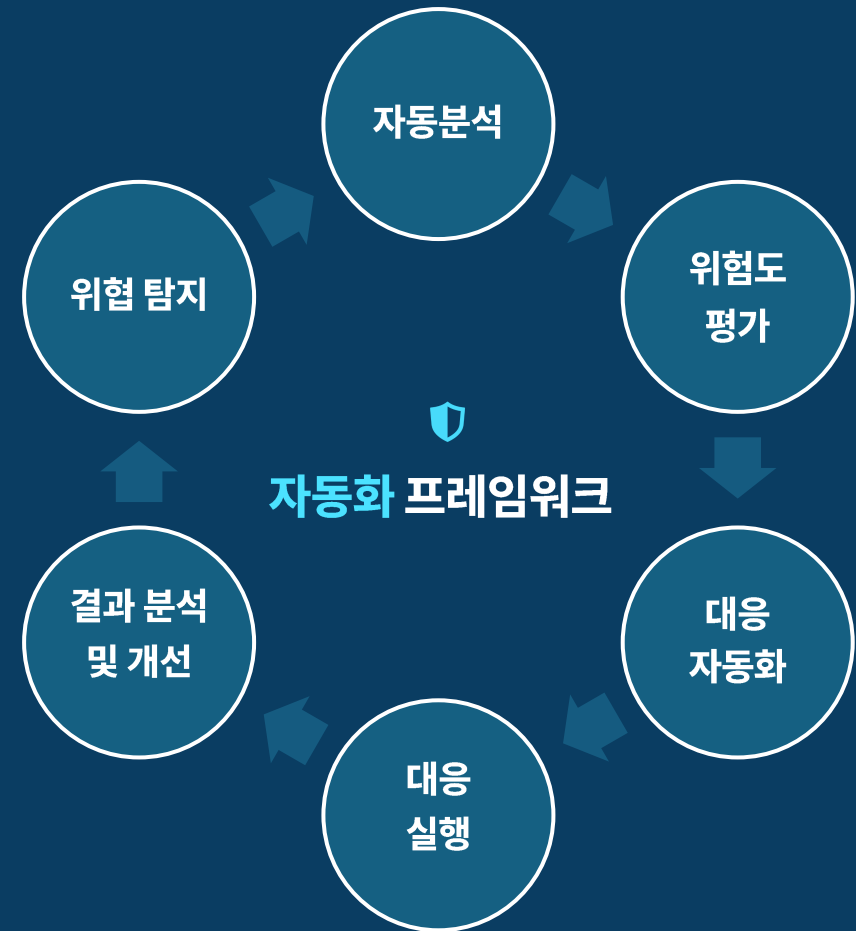 자동분석
위협 탐지
위험도
평가
자동화 프레임워크
결과 분석
및 개선
대응
자동화
대응
실행